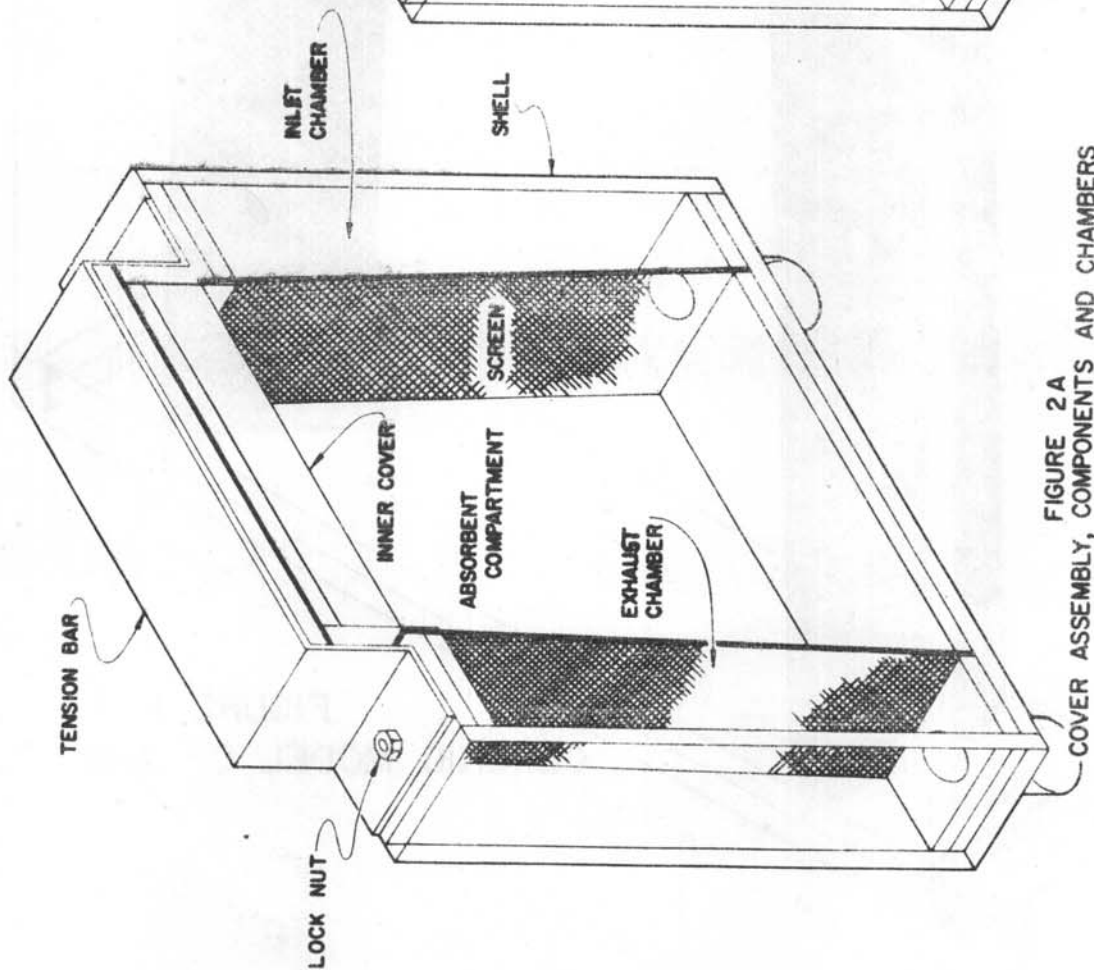 TENSION BAR
LOCK NUT
INNER COVER
ABSORBENT
COMPARTMENT
EXHAUST
CHAMBER
SCREEN
INLET
CHAMBER
SHELL
FIGURE 2A
COVER ASSEMBLY, COMPONENTS AND CHAMBERS